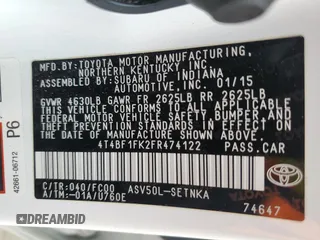 MFD.BY:TOYOTA MOTOR MANUFACTURING,
NORTHERN KENTUCKY,INC.
ASSEMBLED BY:SUBARU OF INDIANA
AUTOMOTIVE,INC. 01/15
GVWR 4630LB GAWR FR 2625LB RR 2625LB
THIS VEHICLE CONFORMS TO ALL APPLICABLE
FEDERAL MOTOR VEHICLE SAFETY, BUMPER, AND
THEFT PREVENTION STANDARDS IN EFFECT ON
THE DATE OF MANUFACTURE SHOWN ABOVE.
4T4BF1FK2FR474122 PASS.CAR
C/TR:040/FC00 ASV50L-SETNKA
A/TM:-01A/U760E
TOYOTA
74647
P6
42661-06712
DREAMBID